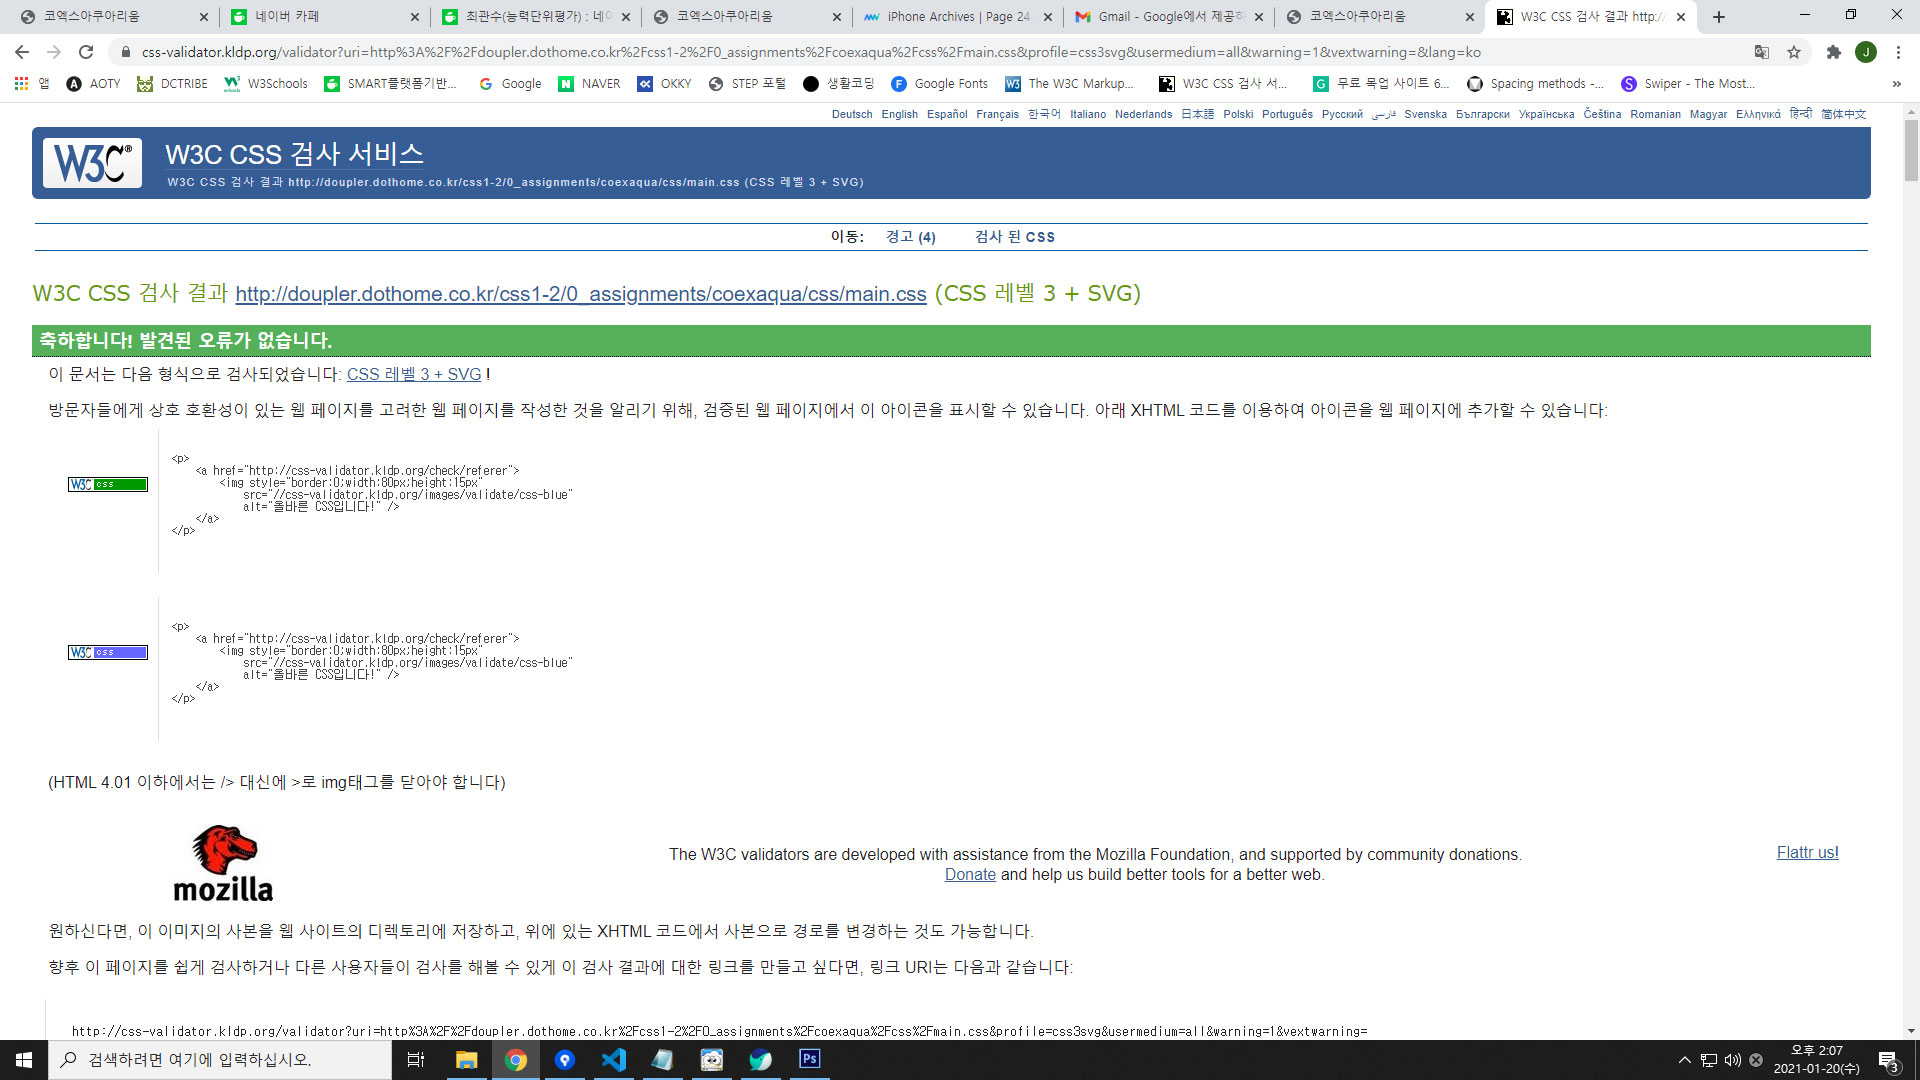 코엑스아쿠아리움
네이버 카페
최관수(능력단위평가) : 네이
코엑스아쿠아리움
iPhone Archives | Page 24
Gmail - Google에서 제공하
코엑스아쿠아리움
W3C CSS 검사 결과 http://
css-validator.kldp.org/validator?uri=http%3A%2F%2Fdoupler.dothome.co.kr%2Fcss1-2%2F0_assignments%2Fcoexaqua%2Fcss%2Fmain.css&profile=css3svg&usermedium=all&warning=1&vextwarning=&lang=ko
J
앱 AOTY DCTRIBE W3Schools SMART플랫폼기반... Google NAVER OKKY STEP 포털 생활코딩 Google Fonts The W3C Markup... W3C CSS 검사 서... 무료 목업 사이트 6... Spacing methods -... Swiper - The Most... »
Deutsch English Español Français 한국어 Italiano Nederlands 日本語 Polski Português Русский فارسی Svenska Български Українська Čeština Romanian Magyar Ελληνικά हिन्दी 简体中文
W3C® W3C CSS 검사 서비스
W3C CSS 검사 결과 http://doupler.dothome.co.kr/css1-2/0_assignments/coexaqua/css/main.css (CSS 레벨 3 + SVG)
이동: 경고 (4) 검사 된 CSS
W3C CSS 검사 결과 http://doupler.dothome.co.kr/css1-2/0_assignments/coexaqua/css/main.css (CSS 레벨 3 + SVG)
축하합니다! 발견된 오류가 없습니다.
이 문서는 다음 형식으로 검사되었습니다: CSS 레벨 3 + SVG !
방문자들에게 상호 호환성이 있는 웹 페이지를 고려한 웹 페이지를 작성한 것을 알리기 위해, 검증된 웹 페이지에서 이 아이콘을 표시할 수 있습니다. 아래 XHTML 코드를 이용하여 아이콘을 웹 페이지에 추가할 수 있습니다:
W3C css
<p>
<a href="http://css-validator.kldp.org/check/referer">
<img style="border:0;width:80px;height:15px"
src="//css-validator.kldp.org/images/validate/css-blue"
alt="올바른 CSS입니다!" />
</a>
</p>
W3C css
<p>
<a href="http://css-validator.kldp.org/check/referer">
<img style="border:0;width:80px;height:15px"
src="//css-validator.kldp.org/images/validate/css-blue"
alt="올바른 CSS입니다!" />
</a>
</p>
(HTML 4.01 이하에서는 /> 대신에 >로 img태그를 닫아야 합니다)
mozilla
The W3C validators are developed with assistance from the Mozilla Foundation, and supported by community donations.
Donate and help us build better tools for a better web.
Flattr us!
원하신다면, 이 이미지의 사본을 웹 사이트의 디렉토리에 저장하고, 위에 있는 XHTML 코드에서 사본으로 경로를 변경하는 것도 가능합니다.
향후 이 페이지를 쉽게 검사하거나 다른 사용자들이 검사를 해볼 수 있게 이 검사 결과에 대한 링크를 만들고 싶다면, 링크 URI는 다음과 같습니다:
http://css-validator.kldp.org/validator?uri=http%3A%2F%2Fdoupler.dothome.co.kr%2Fcss1-2%2F0_assignments%2Fcoexaqua%2Fcss%2Fmain.css&profile=css3svg&usermedium=all&warning=1&vextwarning=
검색하려면 여기에 입력하십시오.
Ps
오후 2:07
2021-01-20(수)
3